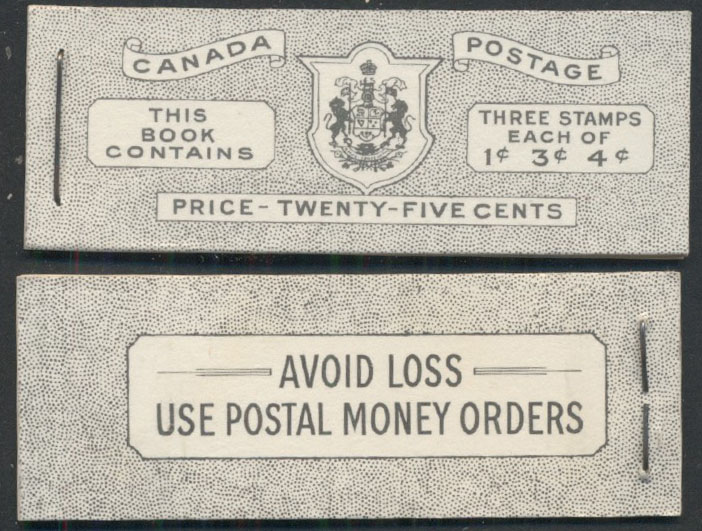 CANADA
POSTAGE
THIS
BOOK
CONTAINS
THREE STAMPS
EACH OF
1¢ 3¢ 4¢
PRICE-TWENTY-FIVE CENTS
AVOID LOSS
USE POSTAL MONEY ORDERS